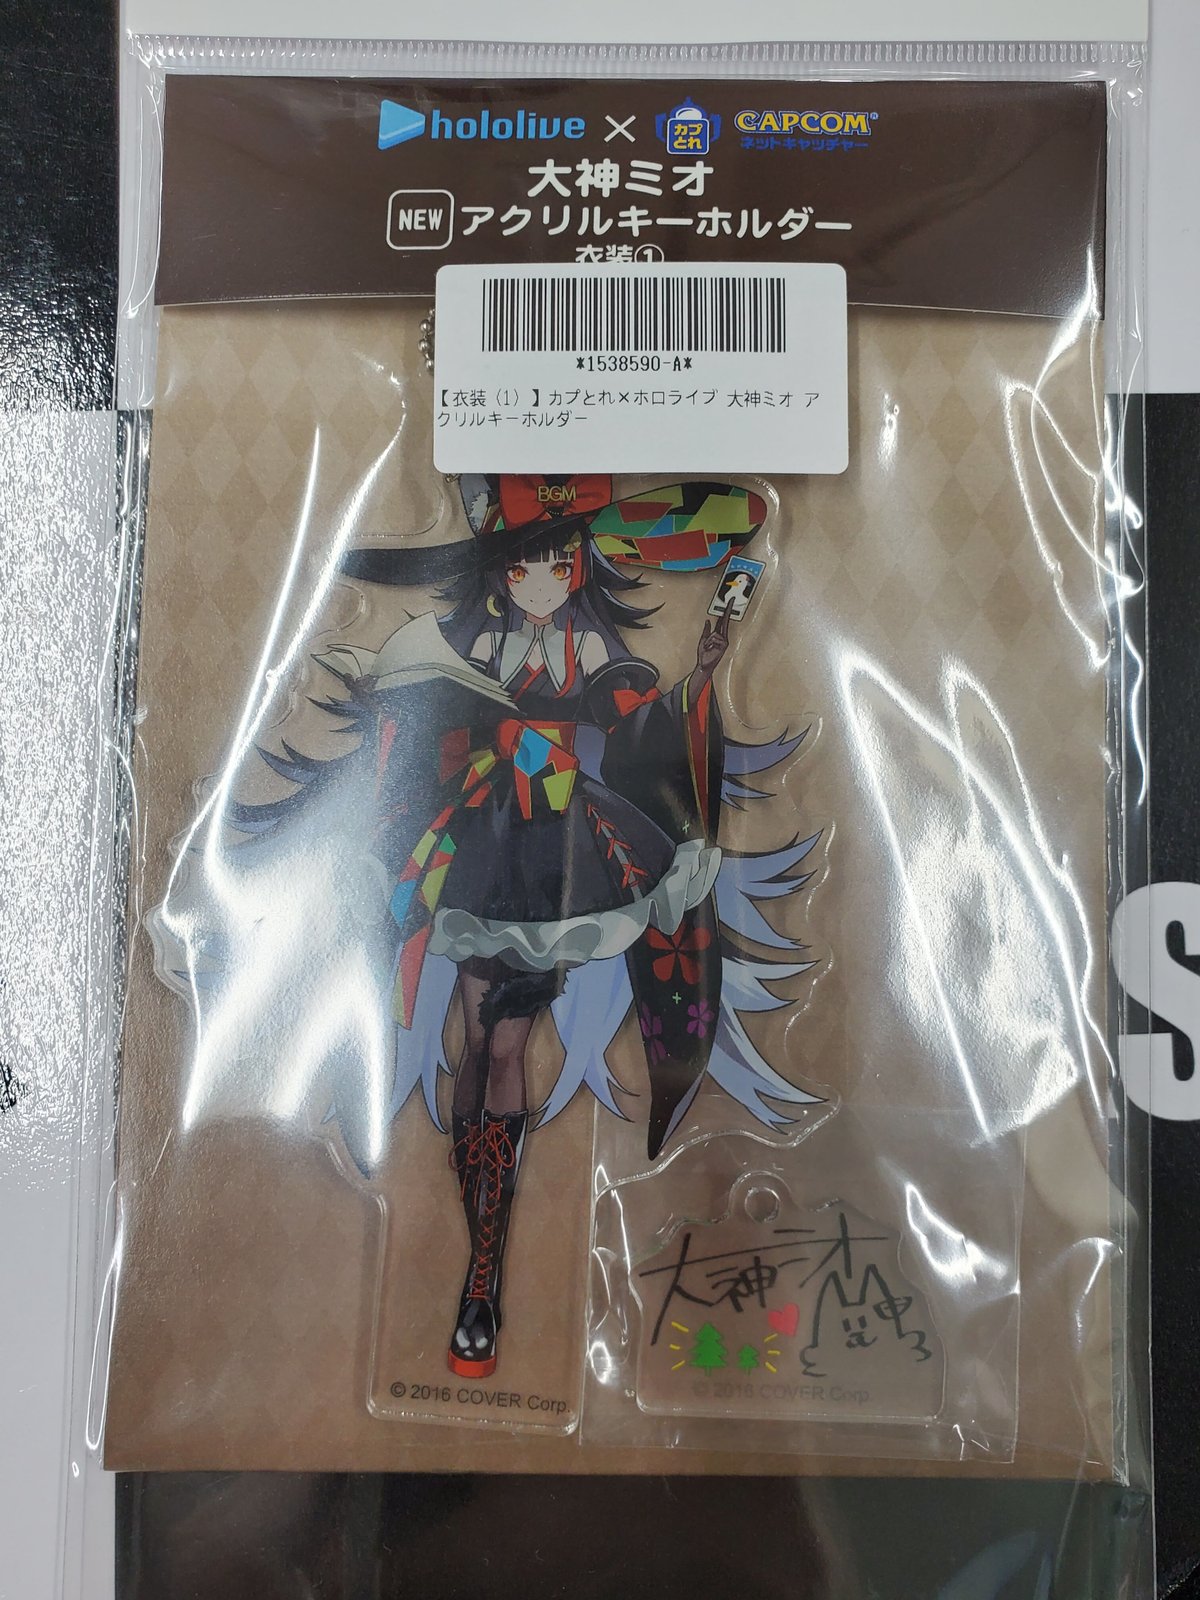 hololive × カプとれ CAPCOM®
ネットキャッチャー
大神ミオ
NEW アクリルキーホルダー
衣装①
*1538590-A*
【衣装（1）】カプとれ×ホロライブ 大神ミオ ア
クリルキーホルダー
BGM
大神ミオ
© 2016 COVER Corp.
© 2016 COVER Corp.
S